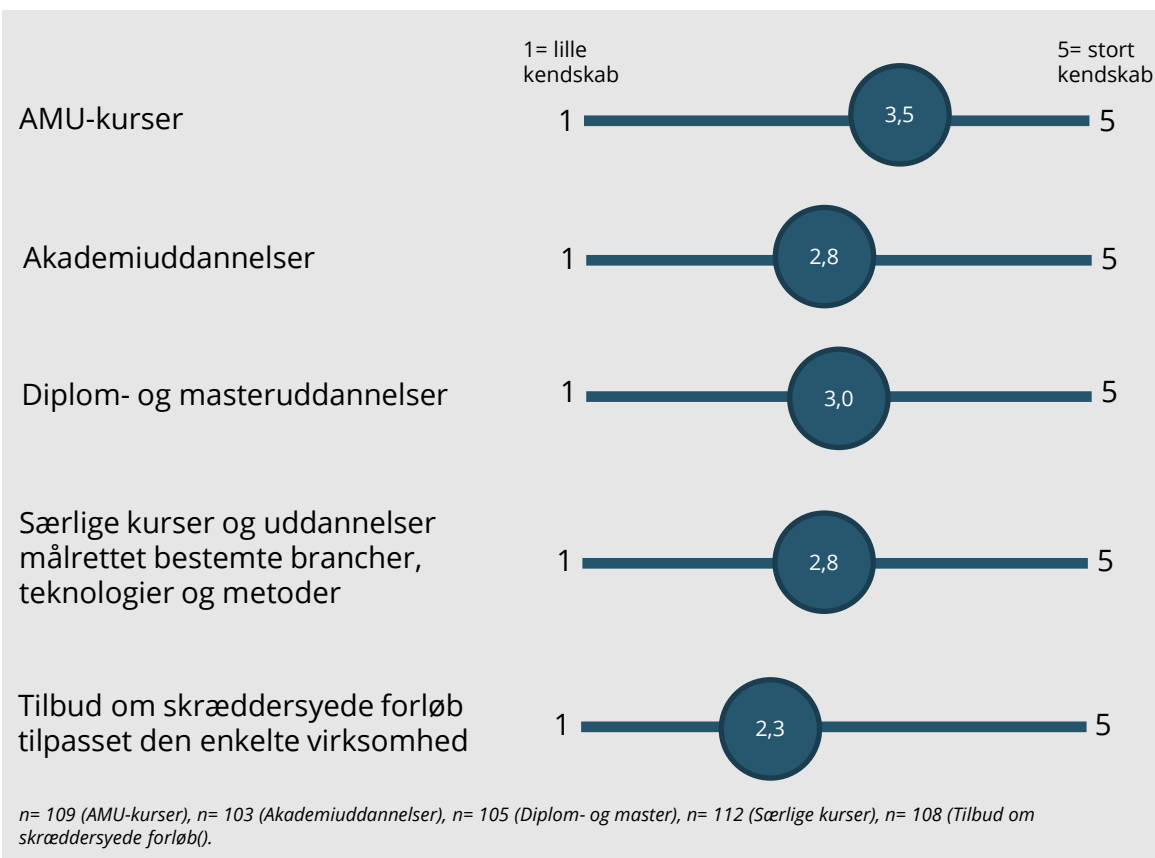 1= lille
kendskab
5= stort
kendskab
AMU-kurser
1
3,5
5
Akademiuddannelser
1
2,8
5
Diplom- og masteruddannelser
1
3,0
5
Særlige kurser og uddannelser
målrettet bestemte brancher,
teknologier og metoder
1
2,8
5
Tilbud om skræddersyede forløb
tilpasset den enkelte virksomhed
1
2,3
5
n= 109 (AMU-kurser), n= 103 (Akademiuddannelser), n= 105 (Diplom- og master), n= 112 (Særlige kurser), n= 108 (Tilbud om
skræddersyede forløb().